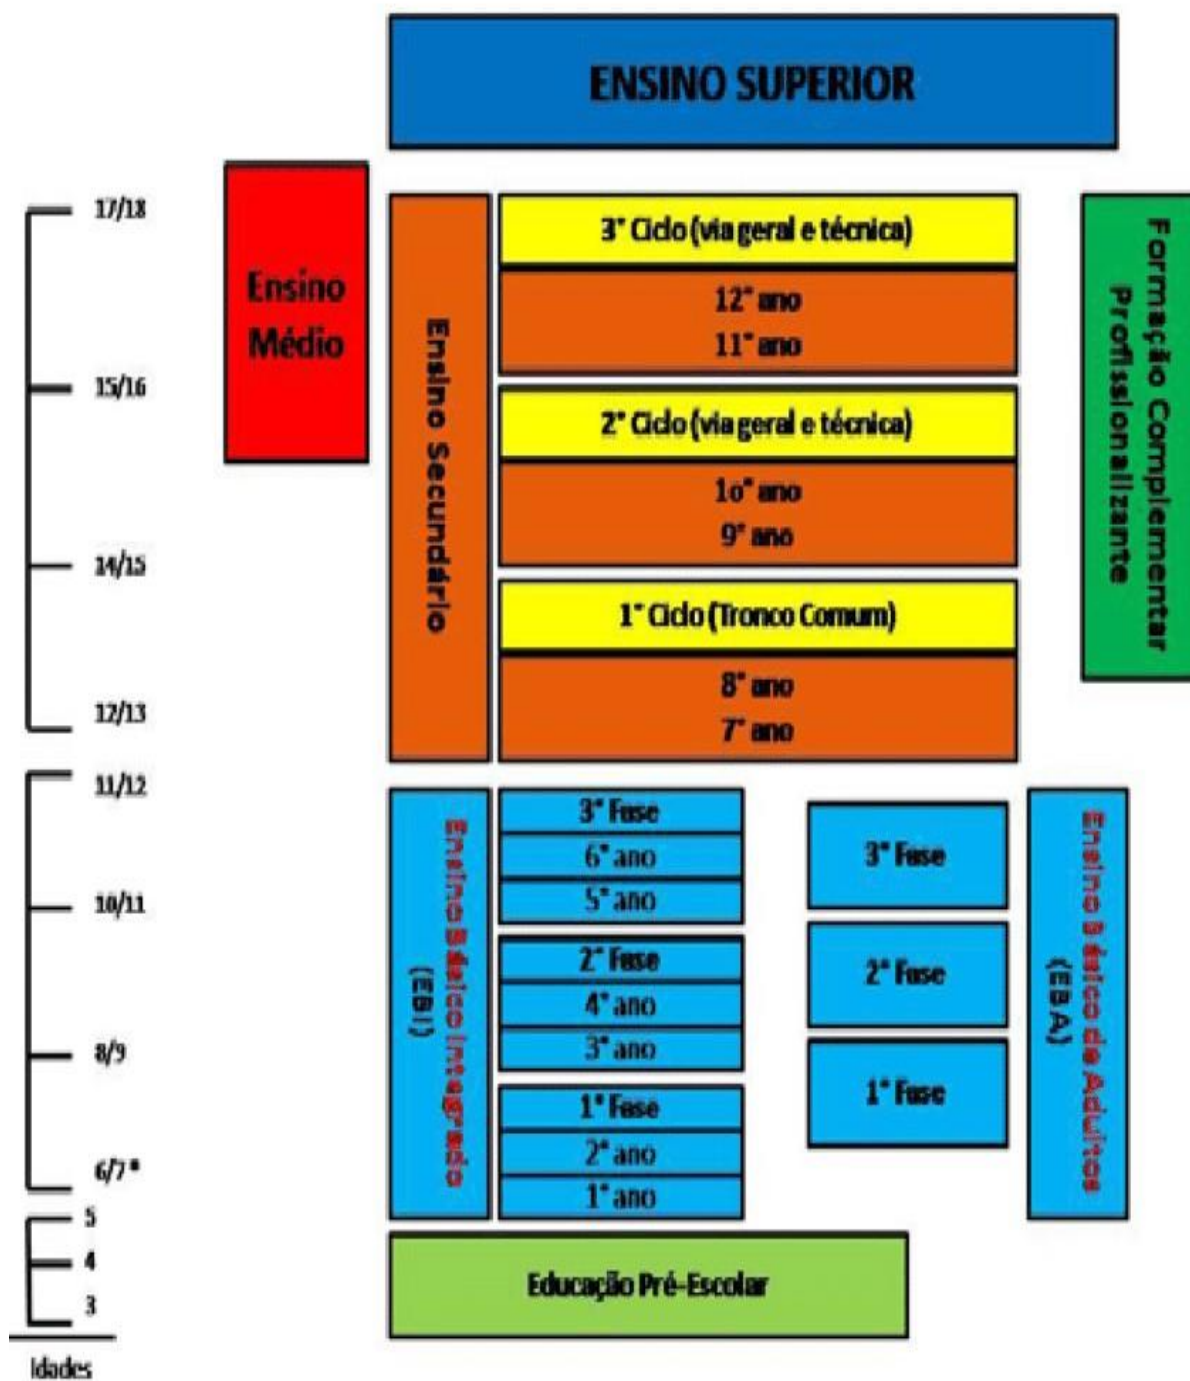 ENSINO SUPERIOR
17/18
15/16
14/15
12/13
11/12
10/11
8/9
6/7*
5
4
3
Idades
Ensino
Médio
Ensino Secundário
3° Ciclo (via geral e técnica)
12° ano
11° ano
2° Ciclo (via geral e técnica)
1o° ano
9° ano
1° Ciclo (Tronco Comum)
8° ano
7° ano
Formação Complementar
Profissionalizante
Ensino Básico Integrado
(EBI)
3° Fase
6° ano
5° ano
2° Fase
4° ano
3° ano
1° Fase
2° ano
1° ano
3° Fase
2° Fase
1° Fase
Ensino Básico de Adultos
(EBA)
Educação Pré-Escolar